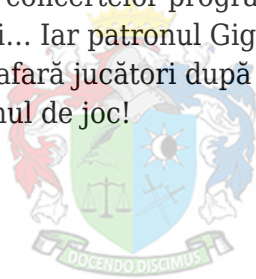 concertelor progra
i... Iar patronul Gig
afară jucători după
nul de joc!
DOCENDO DISCIMUS